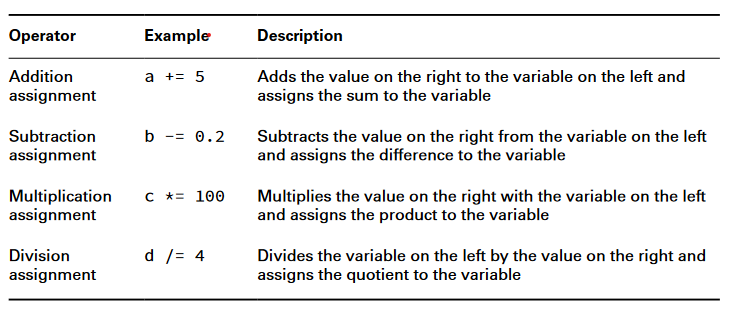 Operator Example Description
Addition assignment a += 5 Adds the value on the right to the variable on the left and
assigns the sum to the variable
Subtraction assignment b -= 0.2 Subtracts the value on the right from the variable on the left
and assigns the difference to the variable
Multiplication assignment c *= 100 Multiplies the value on the right with the variable on the left
and assigns the product to the variable
Division assignment d /= 4 Divides the variable on the left by the value on the right and
assigns the quotient to the variable